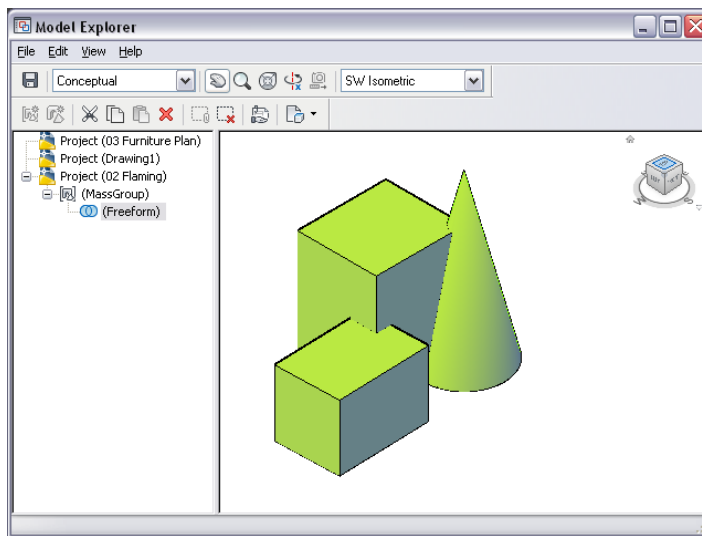 Model Explorer
File Edit View Help
Conceptual SW Isometric
Project (03 Furniture Plan)
Project (Drawing1)
Project (02 Flaming)
(MassGroup)
(Freeform)